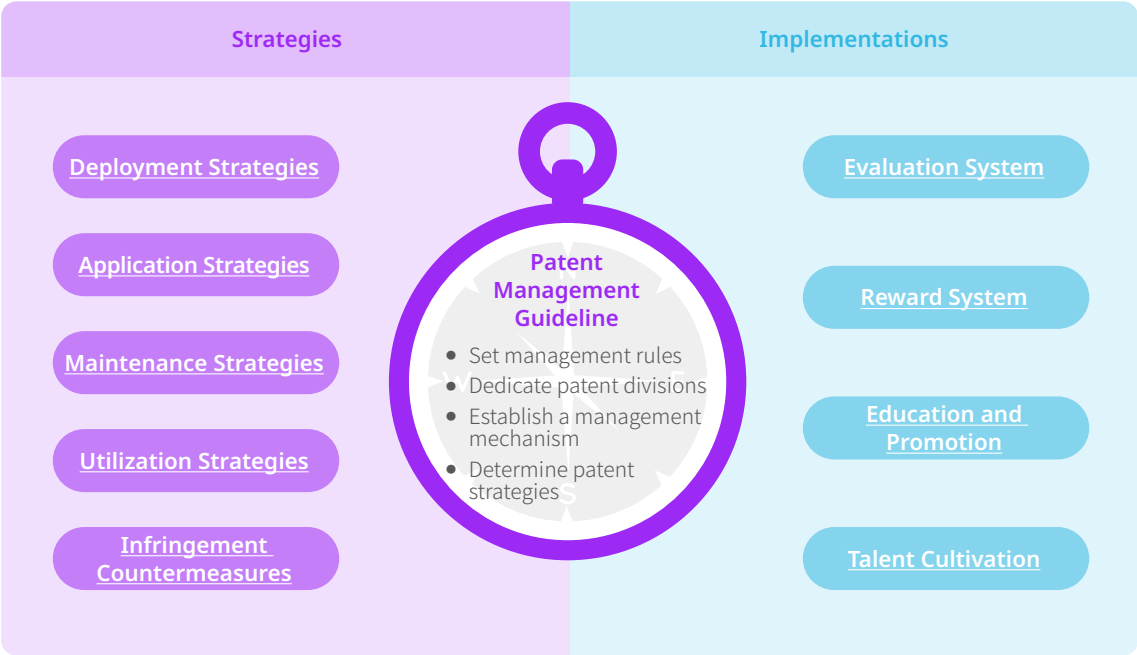 Strategies
Implementations
Deployment Strategies
Application Strategies
Maintenance Strategies
Utilization Strategies
Infringement
Countermeasures
Patent
Management
Guideline
• Set management rules
• Dedicate patent divisions
• Establish a management
mechanism
• Determine patent
strategies
W
E
S
Evaluation System
Reward System
Education and
Promotion
Talent Cultivation